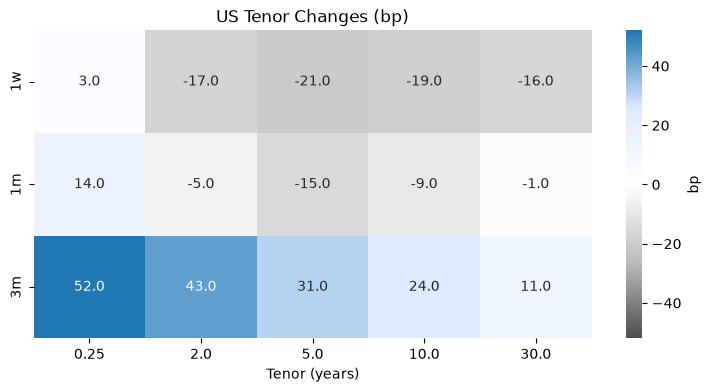 US Tenor Changes (bp)
1w 3.0 -17.0 -21.0 -19.0 -16.0
1m 14.0 -5.0 -15.0 -9.0 -1.0
3m 52.0 43.0 31.0 24.0 11.0
0.25 2.0 5.0 10.0 30.0
Tenor (years)
40
20
0
−20
−40
bp